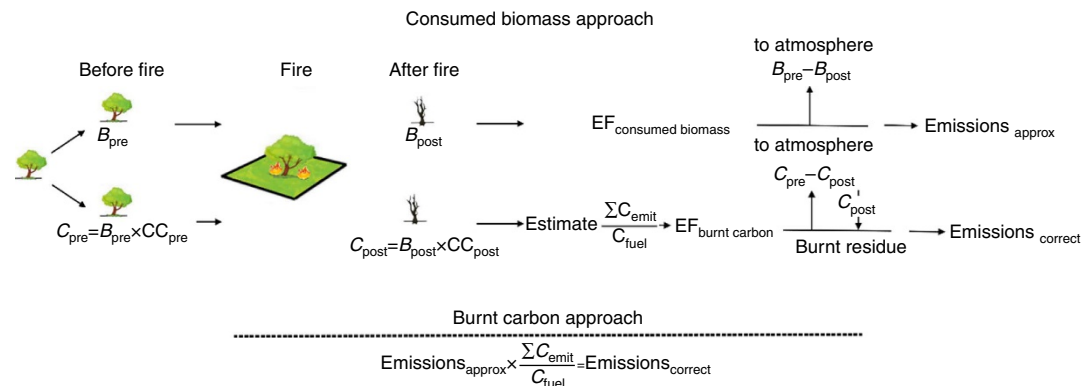 Consumed biomass approach
Before fire
Fire
After fire
to atmosphere
B_pre−B_post
B_pre
B_post
EF_consumed biomass
Emissions_approx
to atmosphere
C_pre−C_post
C_post
C_pre=B_pre×CC_pre
C_post=B_post×CC_post
Estimate ΣC_emit/C_fuel
EF_burnt carbon
Burnt residue
Emissions_correct
Burnt carbon approach
Emissions_approx×ΣC_emit/C_fuel=Emissions_correct